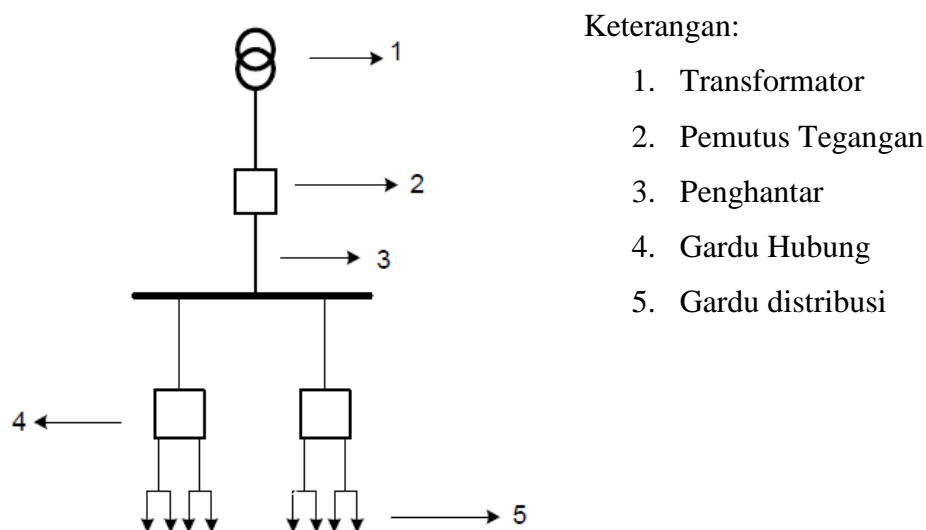 1
2
3
4
5
Keterangan:
1. Transformator
2. Pemutus Tegangan
3. Penghantar
4. Gardu Hubung
5. Gardu distribusi